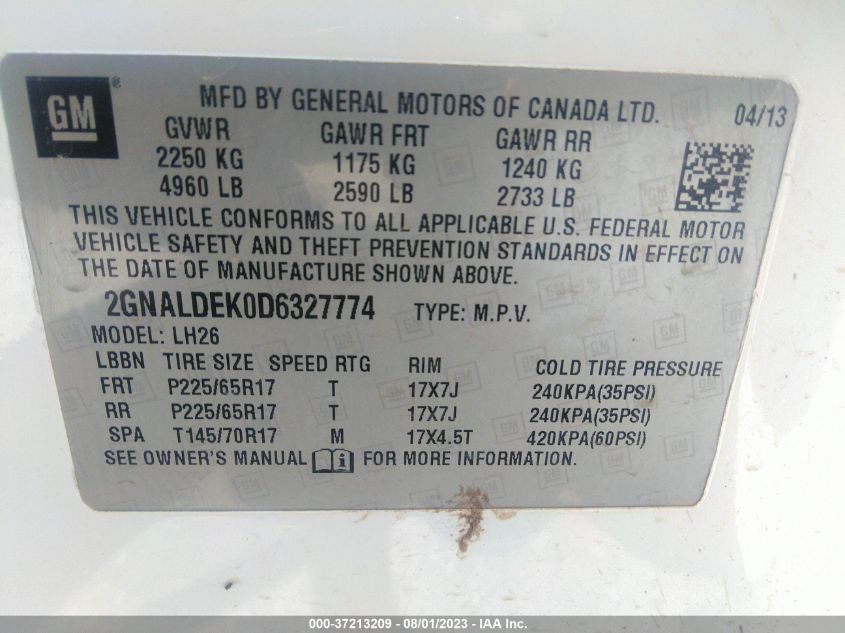 GM ®
MFD BY GENERAL MOTORS OF CANADA LTD. 04/13
GVWR GAWR FRT GAWR RR
2250 KG 1175 KG 1240 KG
4960 LB 2590 LB 2733 LB
THIS VEHICLE CONFORMS TO ALL APPLICABLE U.S. FEDERAL MOTOR
VEHICLE SAFETY AND THEFT PREVENTION STANDARDS IN EFFECT ON
THE DATE OF MANUFACTURE SHOWN ABOVE.
2GNALDEK0D6327774 TYPE: M.P.V.
MODEL: LH26
LBBN TIRE SIZE SPEED RTG RIM COLD TIRE PRESSURE
FRT P225/65R17 T 17X7J 240KPA(35PSI)
RR P225/65R17 T 17X7J 240KPA(35PSI)
SPA T145/70R17 M 17X4.5T 420KPA(60PSI)
SEE OWNER'S MANUAL i FOR MORE INFORMATION.
000-37213209 - 08/01/2023 - IAA Inc.